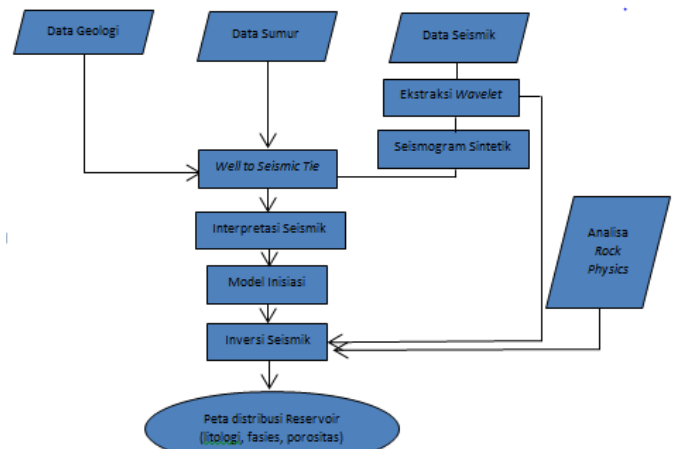 Data Geologi
Data Sumur
Data Seismik
Ekstraksi Wavelet
Seismogram Sintetik
Well to Seismic Tie
Interpretasi Seismik
Analisa
Rock
Physics
Model Inisiasi
Inversi Seismik
Peta distribusi Reservoir
(litologi, fasies, porositas)